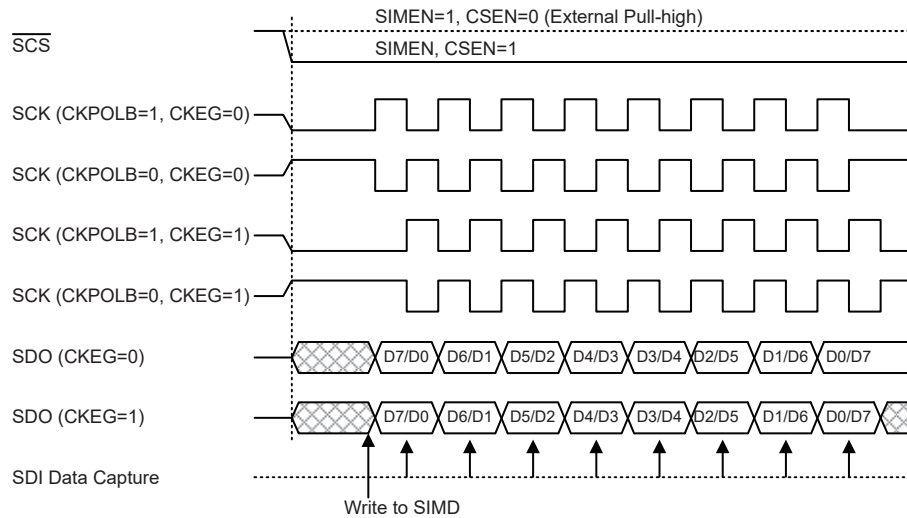 SIMEN=1, CSEN=0 (External Pull-high)
SCS
SIMEN, CSEN=1
SCK (CKPOLB=1, CKEG=0)
SCK (CKPOLB=0, CKEG=0)
SCK (CKPOLB=1, CKEG=1)
SCK (CKPOLB=0, CKEG=1)
SDO (CKEG=0) D7/D0 D6/D1 D5/D2 D4/D3 D3/D4 D2/D5 D1/D6 D0/D7
SDO (CKEG=1) D7/D0 D6/D1 D5/D2 D4/D3 D3/D4 D2/D5 D1/D6 D0/D7
SDI Data Capture
Write to SIMD